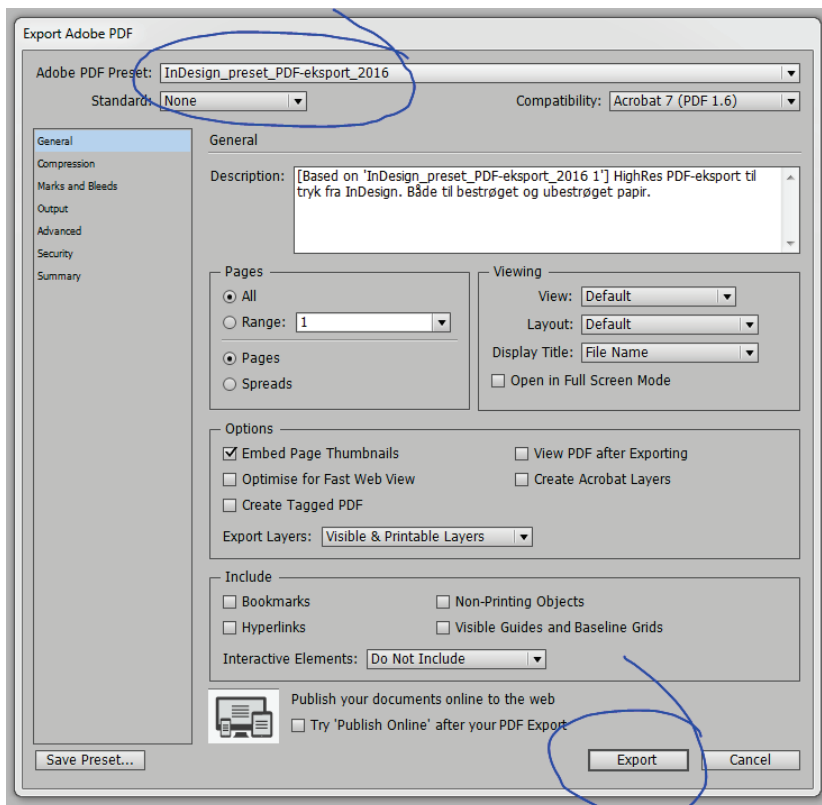 Export Adobe PDF
Adobe PDF Preset: InDesign_preset_PDF-eksport_2016
Standard: None Compatibility: Acrobat 7 (PDF 1.6)
General
Compression
Marks and Bleeds
Output
Advanced
Security
Summary
General
Description: [Based on 'InDesign_preset_PDF-eksport_2016 1'] HighRes PDF-eksport til
tryk fra InDesign. Både til bestrøget og ubestrøget papir.
Pages
All
Range: 1
Pages
Spreads
Viewing
View: Default
Layout: Default
Display Title: File Name
Open in Full Screen Mode
Options
Embed Page Thumbnails View PDF after Exporting
Optimise for Fast Web View Create Acrobat Layers
Create Tagged PDF
Export Layers: Visible & Printable Layers
Include
Bookmarks Non-Printing Objects
Hyperlinks Visible Guides and Baseline Grids
Interactive Elements: Do Not Include
Publish your documents online to the web
Try 'Publish Online' after your PDF Export
Save Preset... Export Cancel